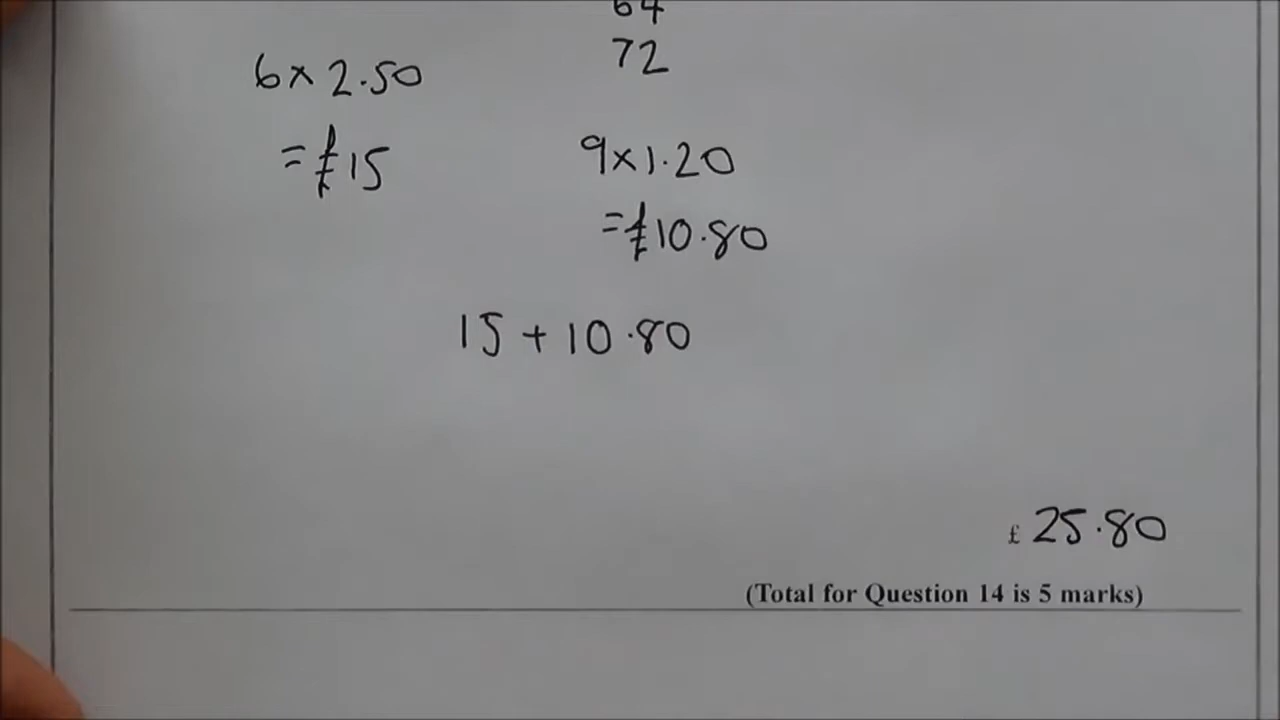 64
72
6 × 2.50
= £15
9 × 1.20
= £10.80
15 + 10.80
£ 25.80
(Total for Question 14 is 5 marks)